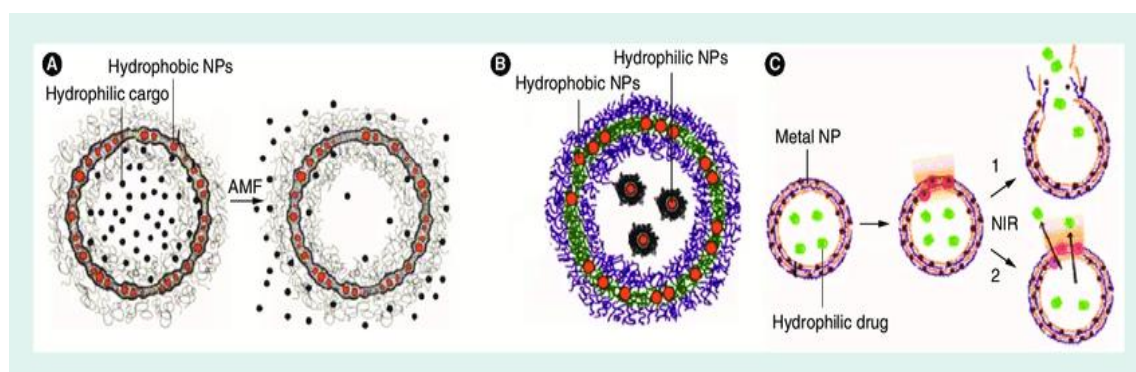 A
Hydrophobic NPs
Hydrophilic cargo
AMF
B
Hydrophilic NPs
Hydrophobic NPs
C
Metal NP
1
NIR
2
Hydrophilic drug